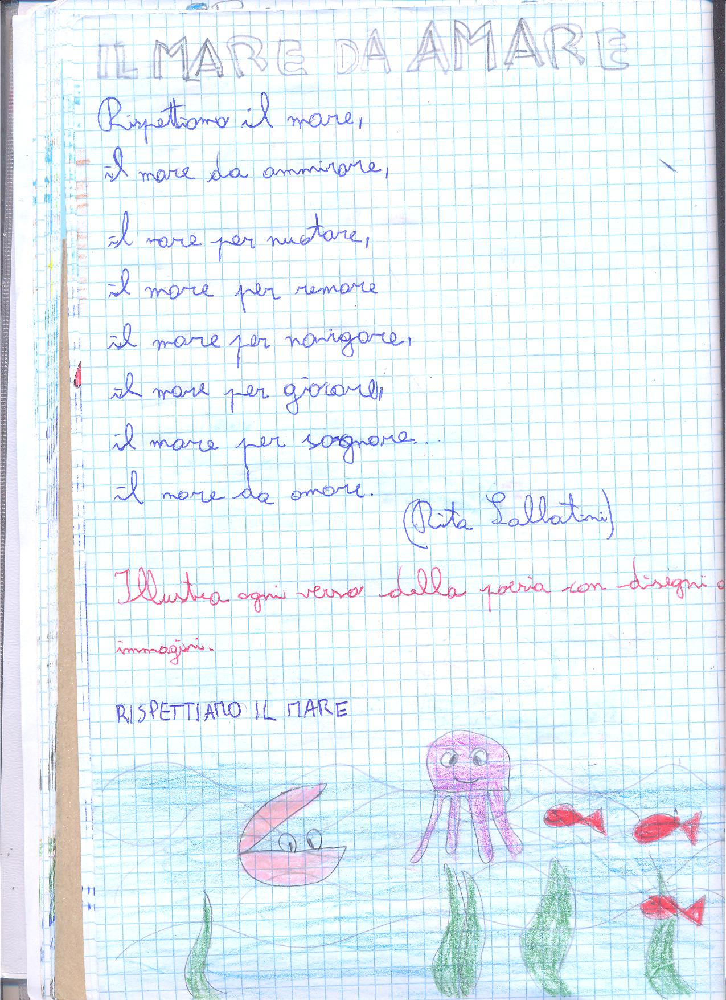 IL MARE DA AMARE
Rispettiamo il mare,
il mare da ammirare,
il mare per nuotare,
il mare per remare
il mare per navigare,
il mare per giocare,
il mare per sognare...
il mare da amare.
(Rita Sabbatini)
Illustra ogni verso della poesia con disegni o
immagini.
RISPETTIAMO IL MARE